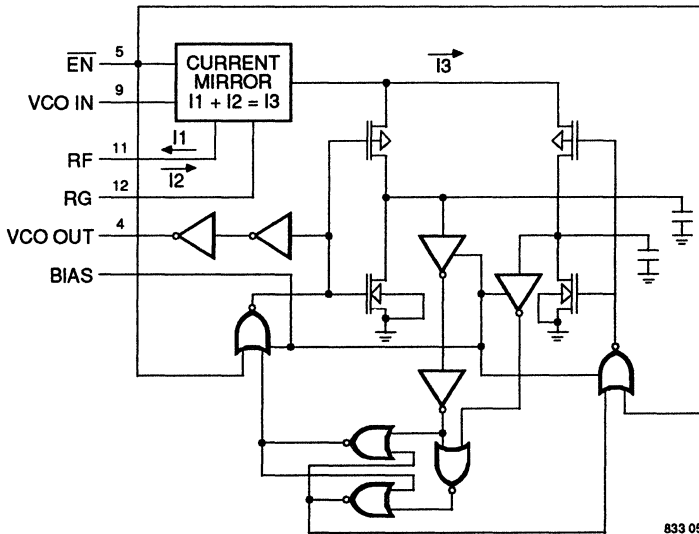 5
EN
CURRENT
MIRROR
I1 + I2 = I3
I3
9
VCO IN
I1
11
RF
I2
12
RG
4
VCO OUT
BIAS
833 05